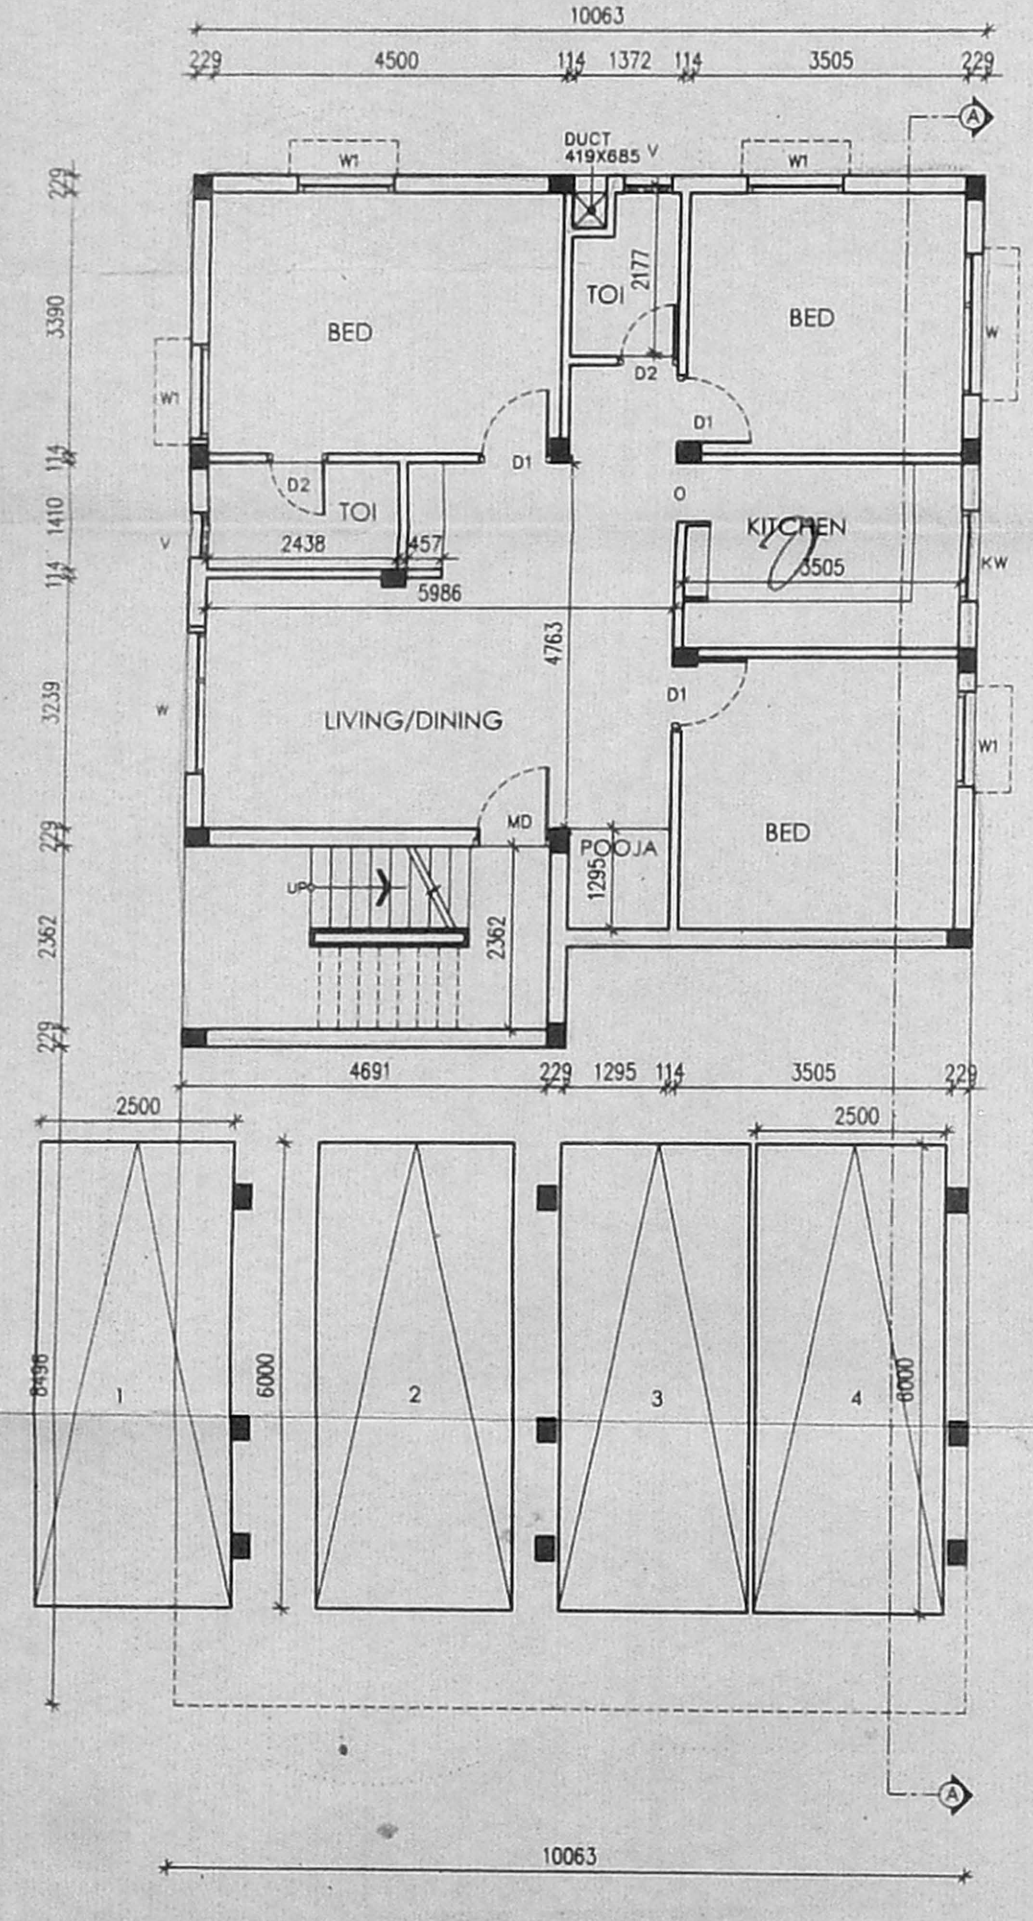 10063
229 4500 114 1372 114 3505 229
A
DUCT
419X685 V
W1
W1
229
3390
114
1410
114
3239
229
2362
229
8496
BED
TOI
2177
BED
W
W1
D2
D1
D1
D2
TOI
O
KITCHEN
V
2438
457
3505
KW
5986
4763
W
LIVING/DINING
D1
W1
MD
POOJA
BED
1295
UP
2362
4691 229 1295 114 3505 229
2500
2500
6000
6000
1
2
3
4
A
10063